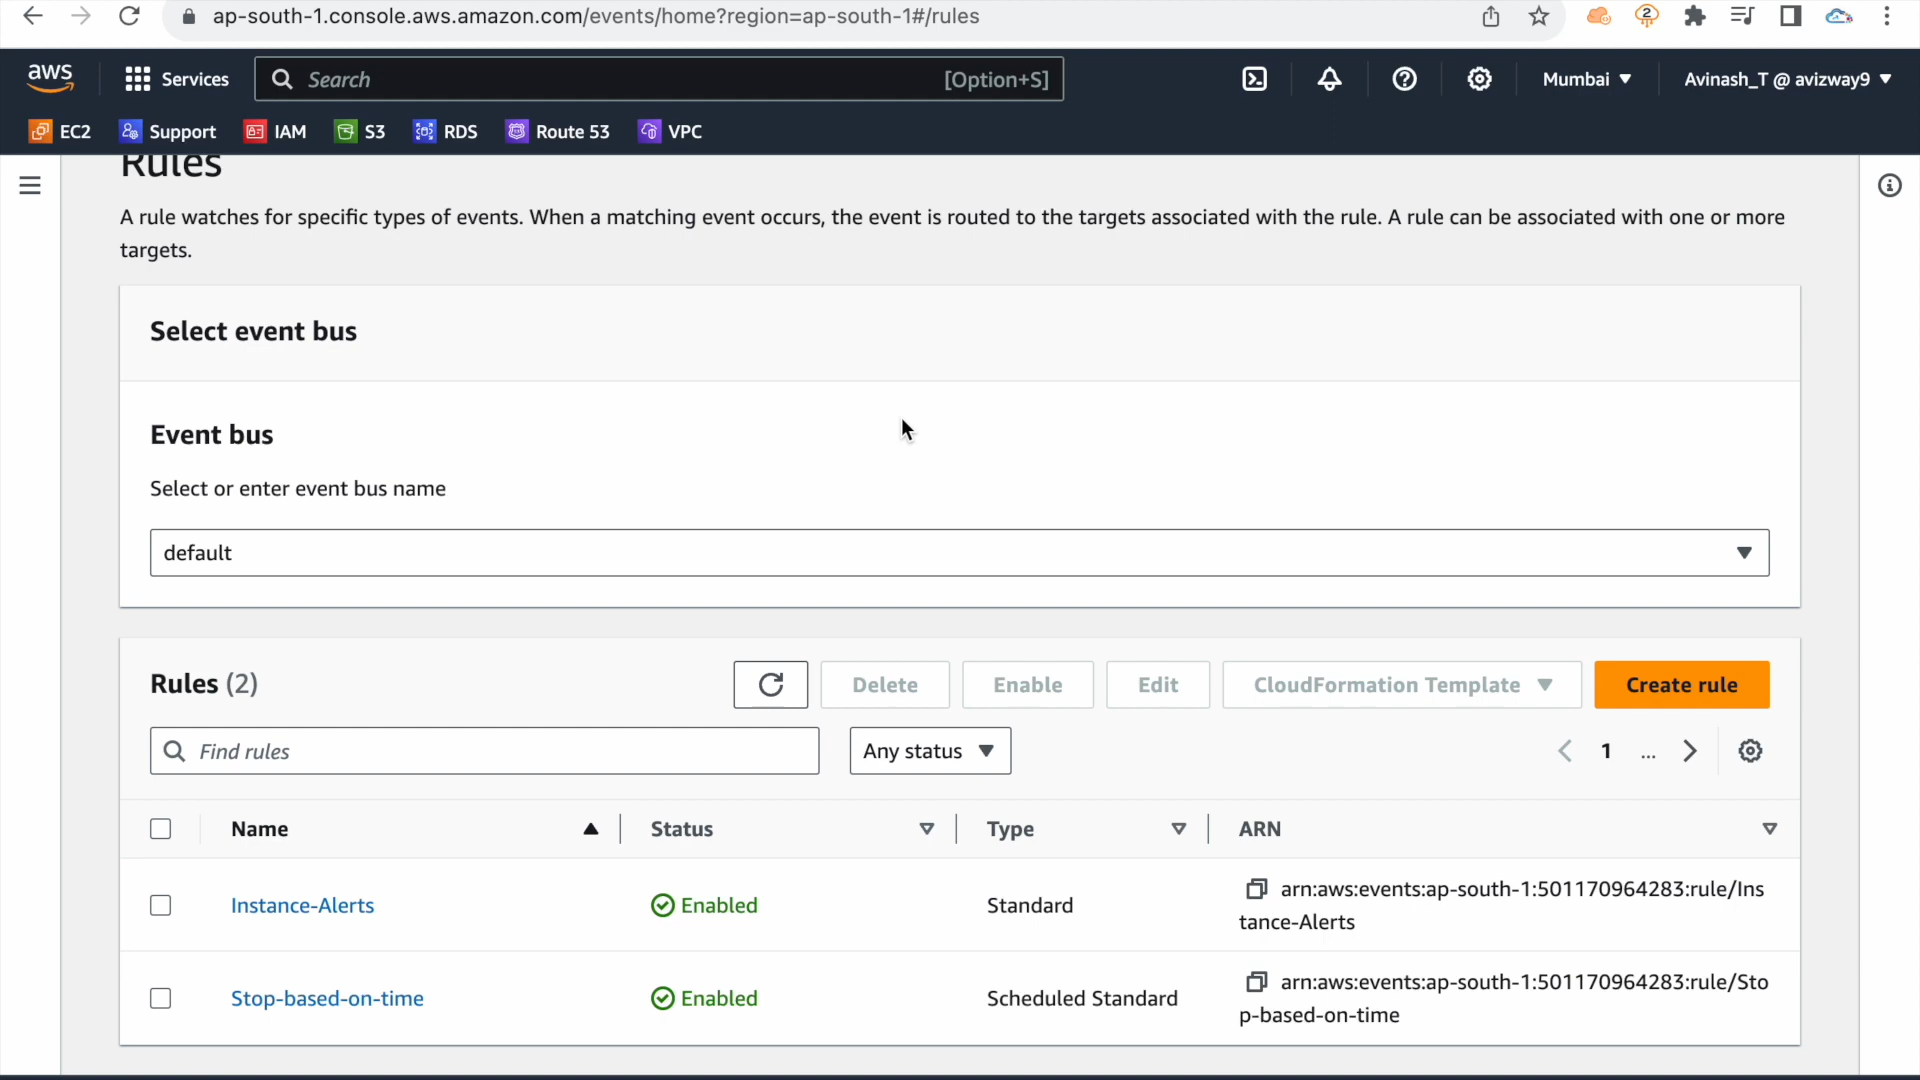 ap-south-1.console.aws.amazon.com/events/home?region=ap-south-1#/rules
2
aws
Services
Search
[Option+S]
Mumbai
Avinash_T @ avizway9
EC2
Support
IAM
S3
RDS
Route 53
VPC
Rules
A rule watches for specific types of events. When a matching event occurs, the event is routed to the targets associated with the rule. A rule can be associated with one or more
targets.
Select event bus
Event bus
Select or enter event bus name
default
Rules (2)
Delete
Enable
Edit
CloudFormation Template
Create rule
Find rules
Any status
1
...
Name
Status
Type
ARN
Instance-Alerts
Enabled
Standard
arn:aws:events:ap-south-1:501170964283:rule/Ins
tance-Alerts
Stop-based-on-time
Enabled
Scheduled Standard
arn:aws:events:ap-south-1:501170964283:rule/Sto
p-based-on-time